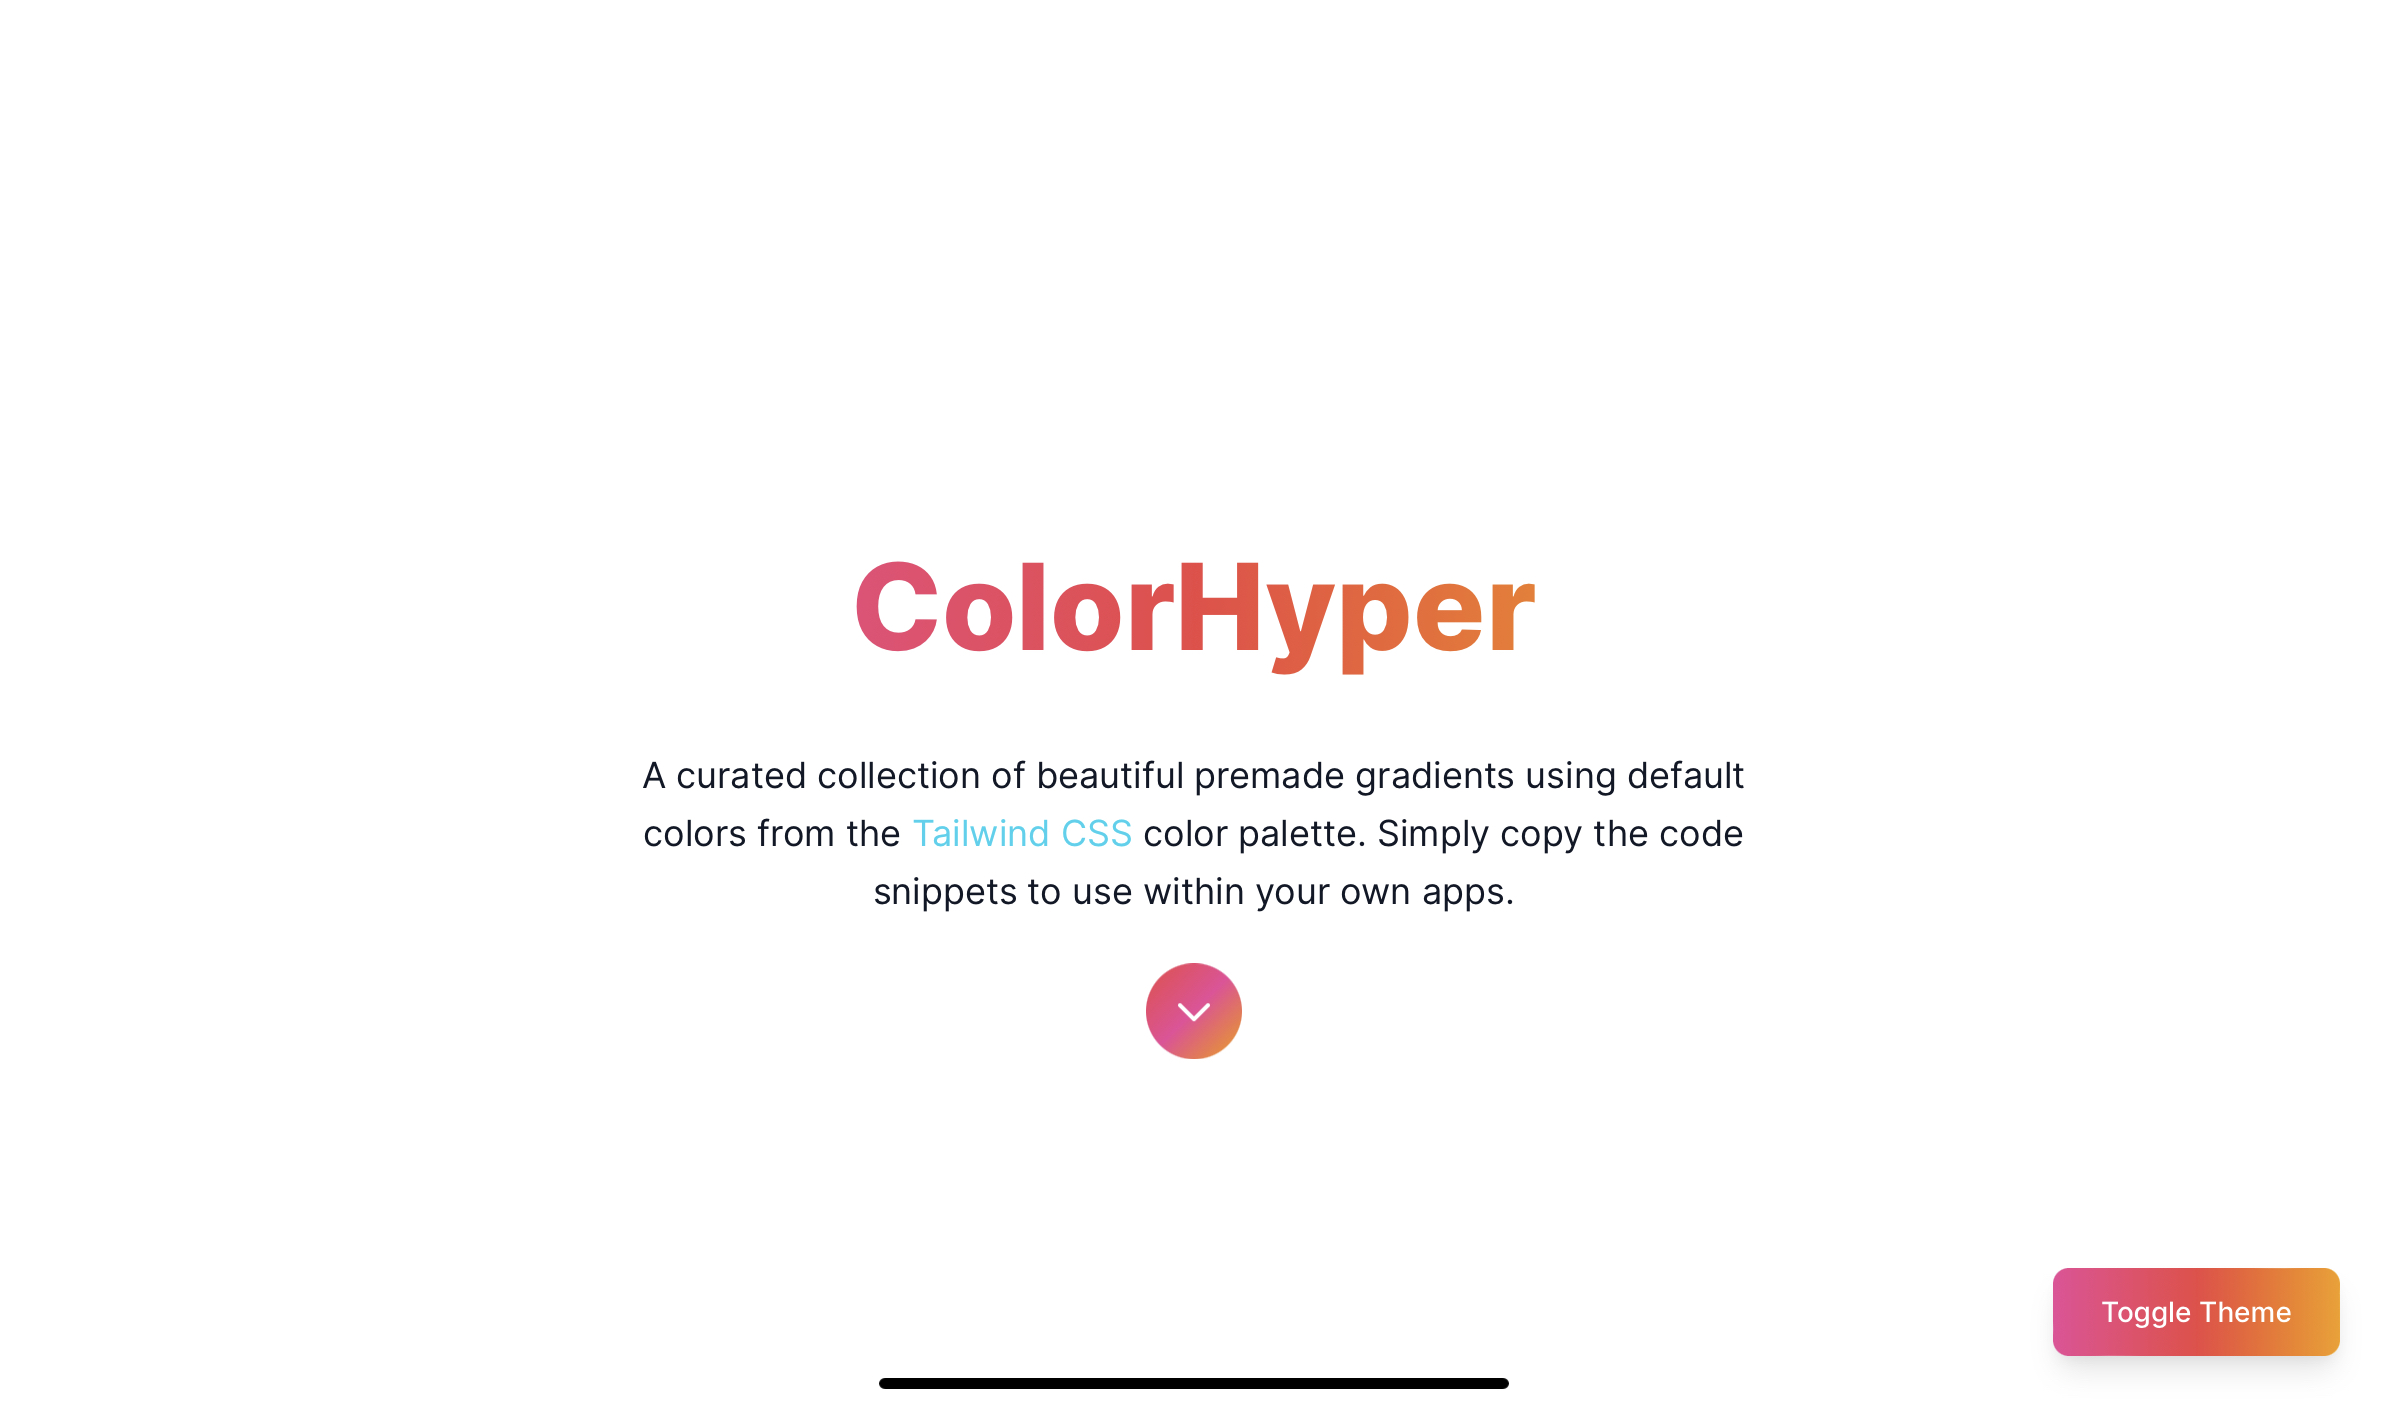 ColorHyper
A curated collection of beautiful premade gradients using default
colors from the Tailwind CSS color palette. Simply copy the code
snippets to use within your own apps.
Toggle Theme